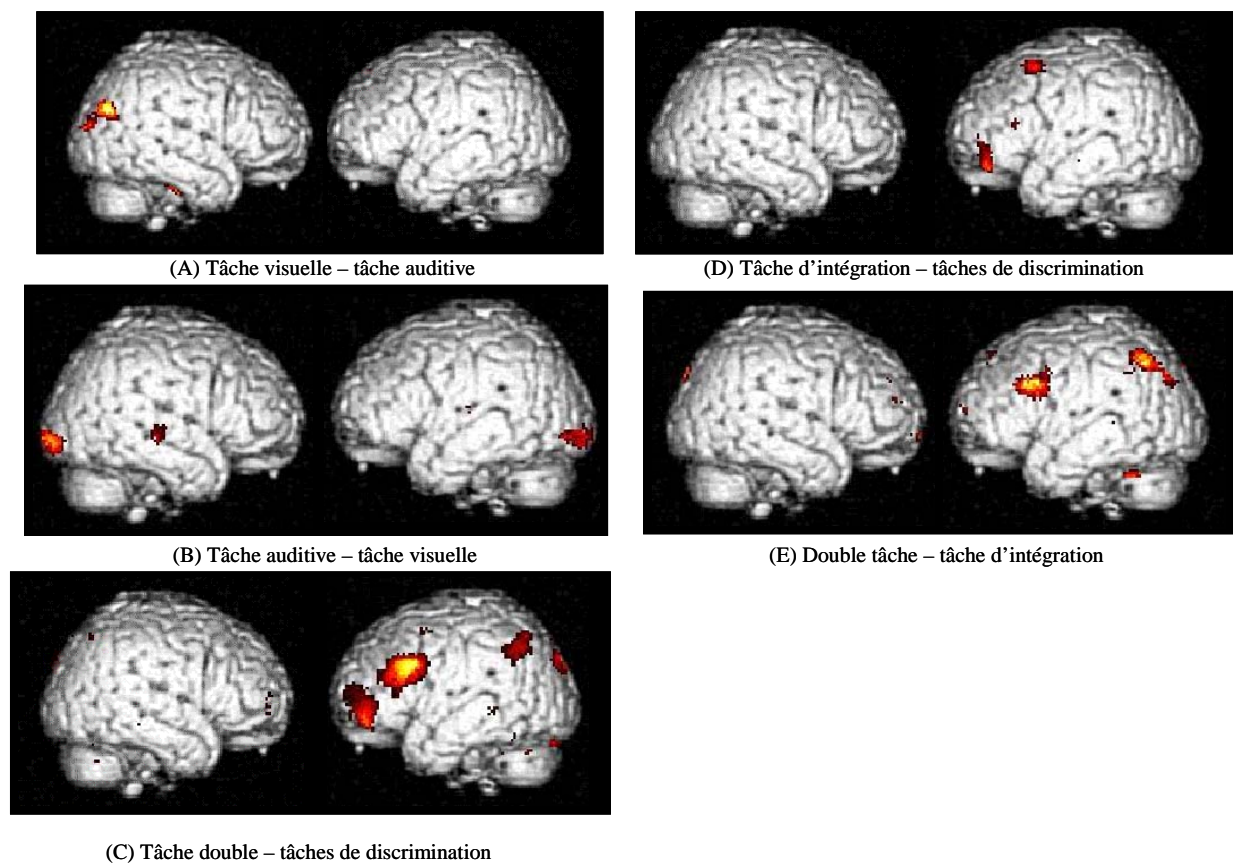 (A) Tâche visuelle – tâche auditive
(D) Tâche d'intégration – tâches de discrimination
(B) Tâche auditive – tâche visuelle
(E) Double tâche – tâche d'intégration
(C) Tâche double – tâches de discrimination